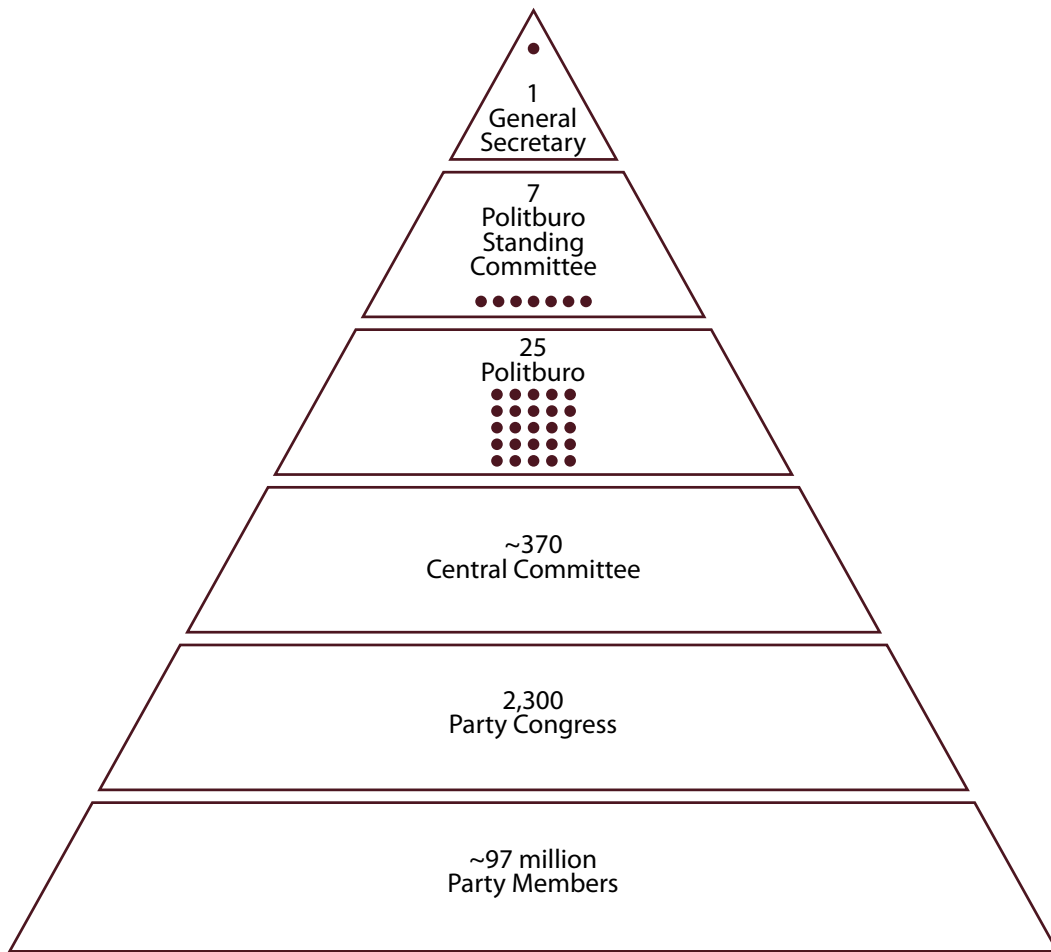 1
General
Secretary
7
Politburo
Standing
Committee
25
Politburo
~370
Central Committee
2,300
Party Congress
~97 million
Party Members